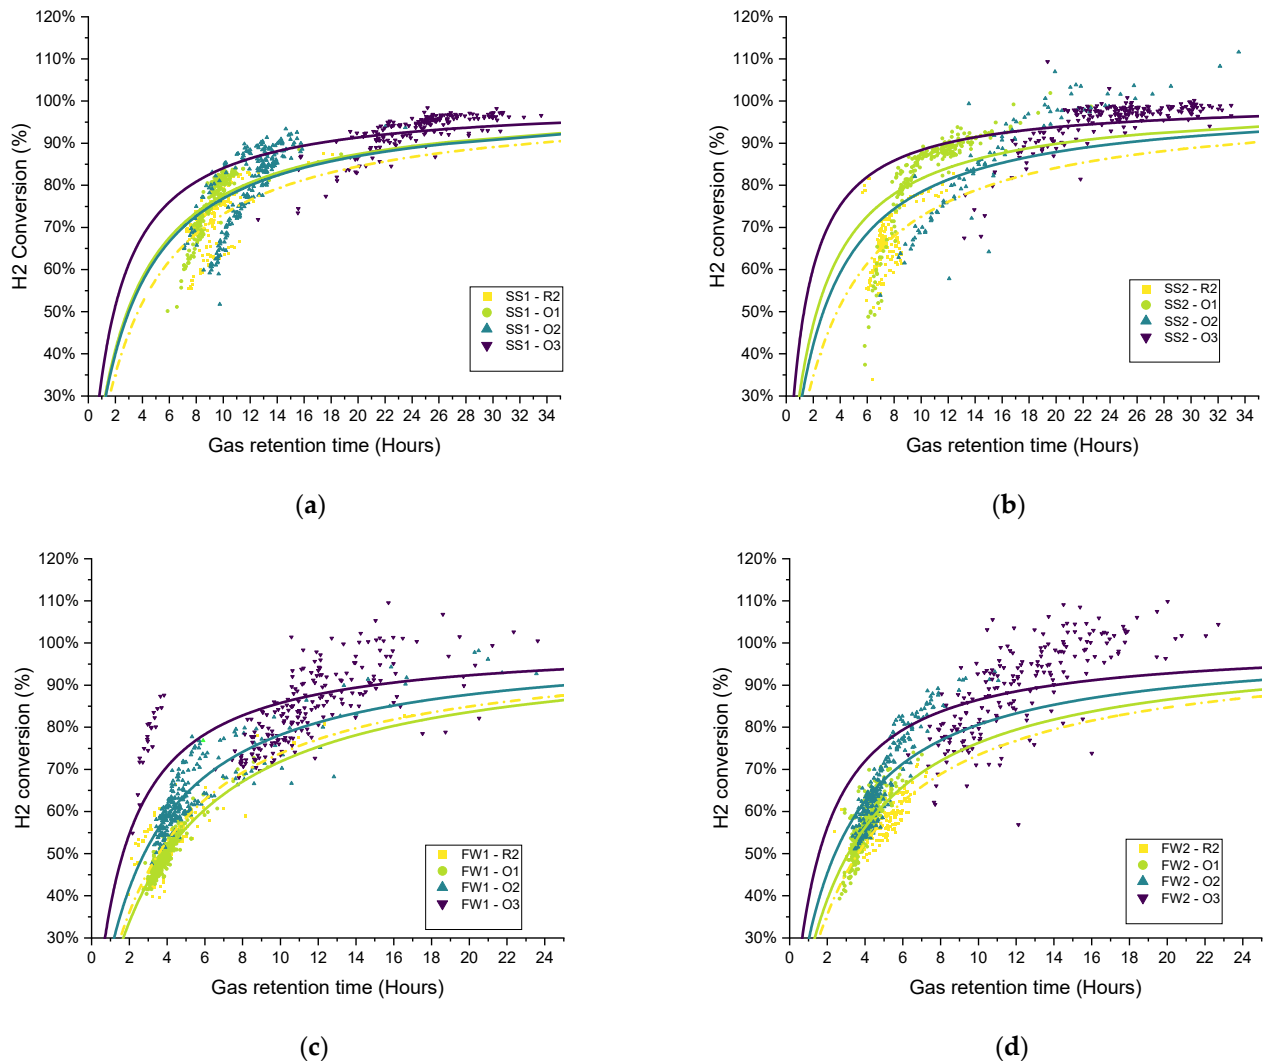 120%
110%
100%
90%
80%
70%
60%
50%
40%
30%
H2 Conversion (%)
SS1 - R2
SS1 - O1
SS1 - O2
SS1 - O3
0 2 4 6 8 10 12 14 16 18 20 22 24 26 28 30 32 34
Gas retention time (Hours)
(a)
120%
110%
100%
90%
80%
70%
60%
50%
40%
30%
H2 conversion (%)
SS2 - R2
SS2 - O1
SS2 - O2
SS2 - O3
0 2 4 6 8 10 12 14 16 18 20 22 24 26 28 30 32 34
Gas retention time (Hours)
(b)
120%
110%
100%
90%
80%
70%
60%
50%
40%
30%
H2 conversion (%)
FW1 - R2
FW1 - O1
FW1 - O2
FW1 - O3
0 2 4 6 8 10 12 14 16 18 20 22 24
Gas retention time (Hours)
(c)
120%
110%
100%
90%
80%
70%
60%
50%
40%
30%
H2 conversion (%)
FW2 - R2
FW2 - O1
FW2 - O2
FW2 - O3
0 2 4 6 8 10 12 14 16 18 20 22 24
Gas retention time (Hours)
(d)